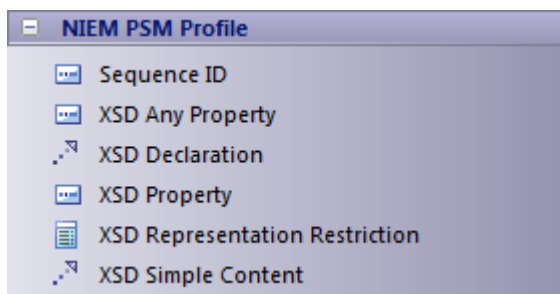 NIEM PSM Profile
Sequence ID
XSD Any Property
XSD Declaration
XSD Property
XSD Representation Restriction
XSD Simple Content